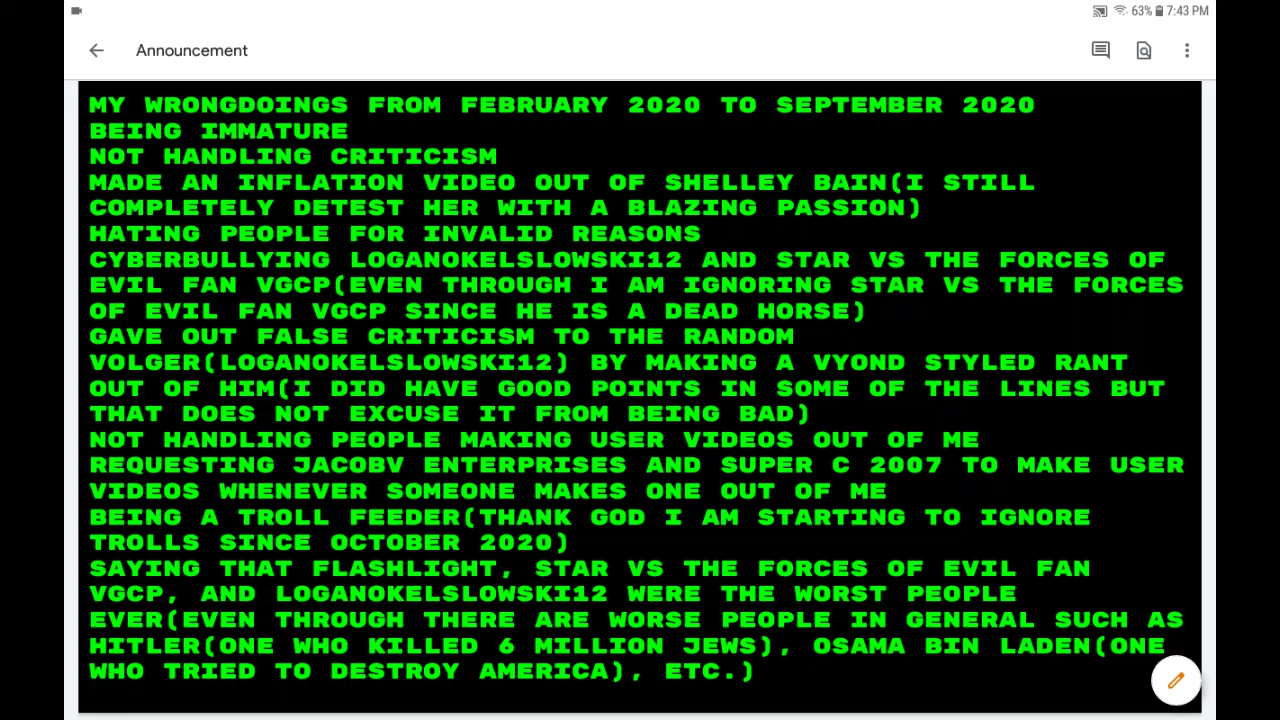 63% 7:43 PM
Announcement
MY WRONGDOINGS FROM FEBRUARY 2020 TO SEPTEMBER 2020
BEING IMMATURE
NOT HANDLING CRITICISM
MADE AN INFLATION VIDEO OUT OF SHELLEY BAIN(I STILL
COMPLETELY DETEST HER WITH A BLAZING PASSION)
HATING PEOPLE FOR INVALID REASONS
CYBERBULLYING LOGANOKELSLOWSKI12 AND STAR VS THE FORCES OF
EVIL FAN VGCP(EVEN THROUGH I AM IGNORING STAR VS THE FORCES
OF EVIL FAN VGCP SINCE HE IS A DEAD HORSE)
GAVE OUT FALSE CRITICISM TO THE RANDOM
VOLGER(LOGANOKELSLOWSKI12) BY MAKING A VYOND STYLED RANT
OUT OF HIM(I DID HAVE GOOD POINTS IN SOME OF THE LINES BUT
THAT DOES NOT EXCUSE IT FROM BEING BAD)
NOT HANDLING PEOPLE MAKING USER VIDEOS OUT OF ME
REQUESTING JACOBV ENTERPRISES AND SUPER C 2007 TO MAKE USER
VIDEOS WHENEVER SOMEONE MAKES ONE OUT OF ME
BEING A TROLL FEEDER(THANK GOD I AM STARTING TO IGNORE
TROLLS SINCE OCTOBER 2020)
SAYING THAT FLASHLIGHT, STAR VS THE FORCES OF EVIL FAN
VGCP, AND LOGANOKELSLOWSKI12 WERE THE WORST PEOPLE
EVER(EVEN THROUGH THERE ARE WORSE PEOPLE IN GENERAL SUCH AS
HITLER(ONE WHO KILLED 6 MILLION JEWS), OSAMA BIN LADEN(ONE
WHO TRIED TO DESTROY AMERICA), ETC.)